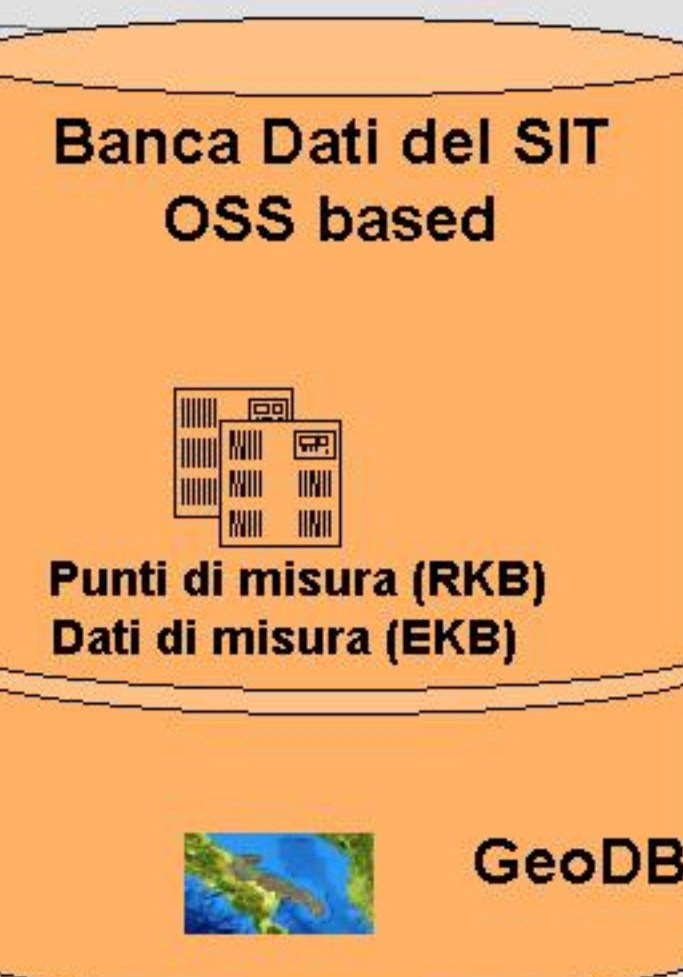 Banca Dati del SIT
OSS based
Punti di misura (RKB)
Dati di misura (EKB)
GeoDB